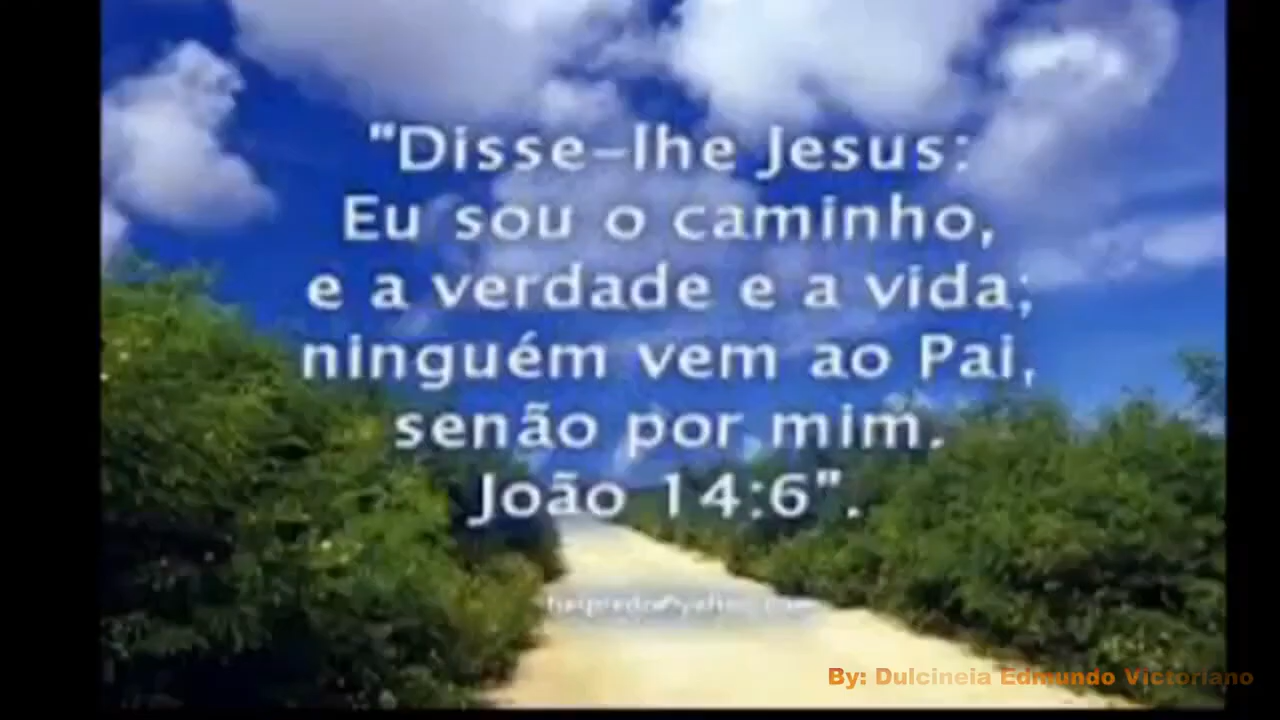 "Disse-lhe Jesus:
Eu sou o caminho,
e a verdade e a vida;
ninguém vem ao Pai,
senão por mim.
João 14:6".
By: Dulcineia Edmundo Victoriano